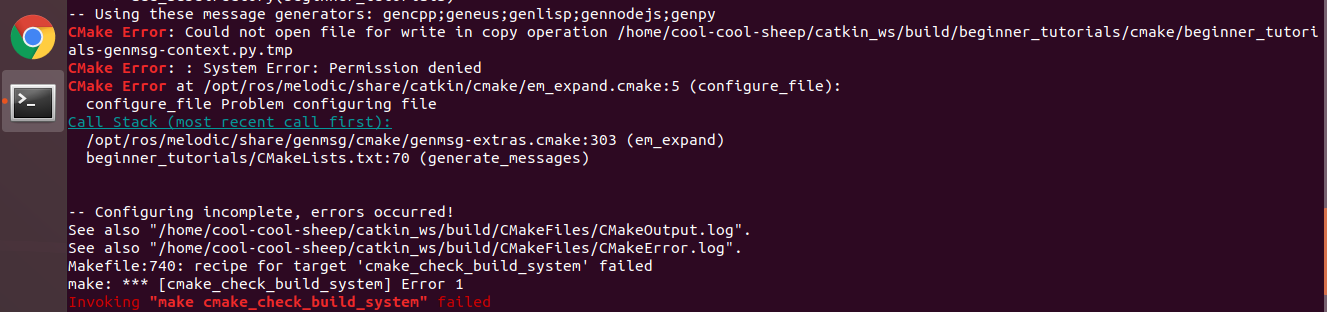 -- Using these message generators: gencpp;geneus;genlisp;gennodejs;genpy
CMake Error: Could not open file for write in copy operation /home/cool-cool-sheep/catkin_ws/build/beginner_tutorials/cmake/beginner_tutori
als-genmsg-context.py.tmp
CMake Error: : System Error: Permission denied
CMake Error at /opt/ros/melodic/share/catkin/cmake/em_expand.cmake:5 (configure_file):
configure_file Problem configuring file
Call Stack (most recent call first):
/opt/ros/melodic/share/genmsg/cmake/genmsg-extras.cmake:303 (em_expand)
beginner_tutorials/CMakeLists.txt:70 (generate_messages)
-- Configuring incomplete, errors occurred!
See also "/home/cool-cool-sheep/catkin_ws/build/CMakeFiles/CMakeOutput.log".
See also "/home/cool-cool-sheep/catkin_ws/build/CMakeFiles/CMakeError.log".
Makefile:740: recipe for target 'cmake_check_build_system' failed
make: *** [cmake_check_build_system] Error 1
Invoking "make cmake_check_build_system" failed